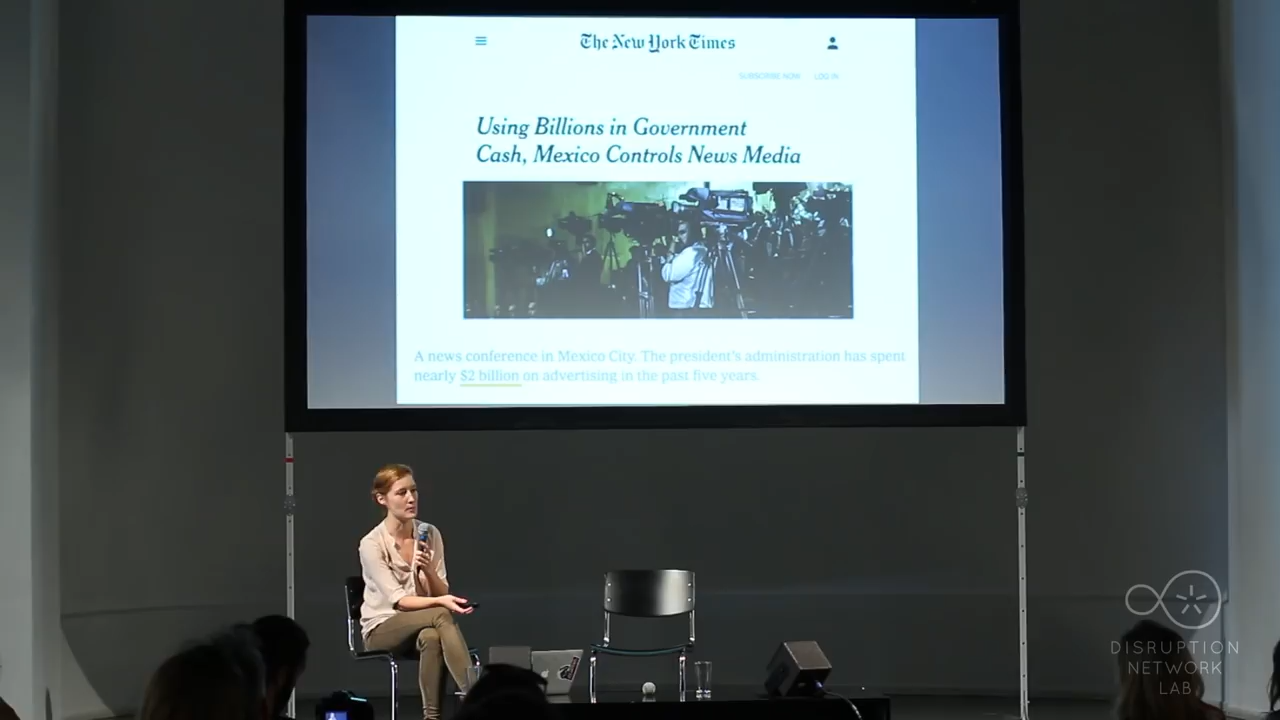 The New York Times
SUBSCRIBE NOW LOG IN
Using Billions in Government
Cash, Mexico Controls News Media
A news conference in Mexico City. The president's administration has spent
nearly $2 billion on advertising in the past five years.
DISRUPTION
NETWORK
LAB